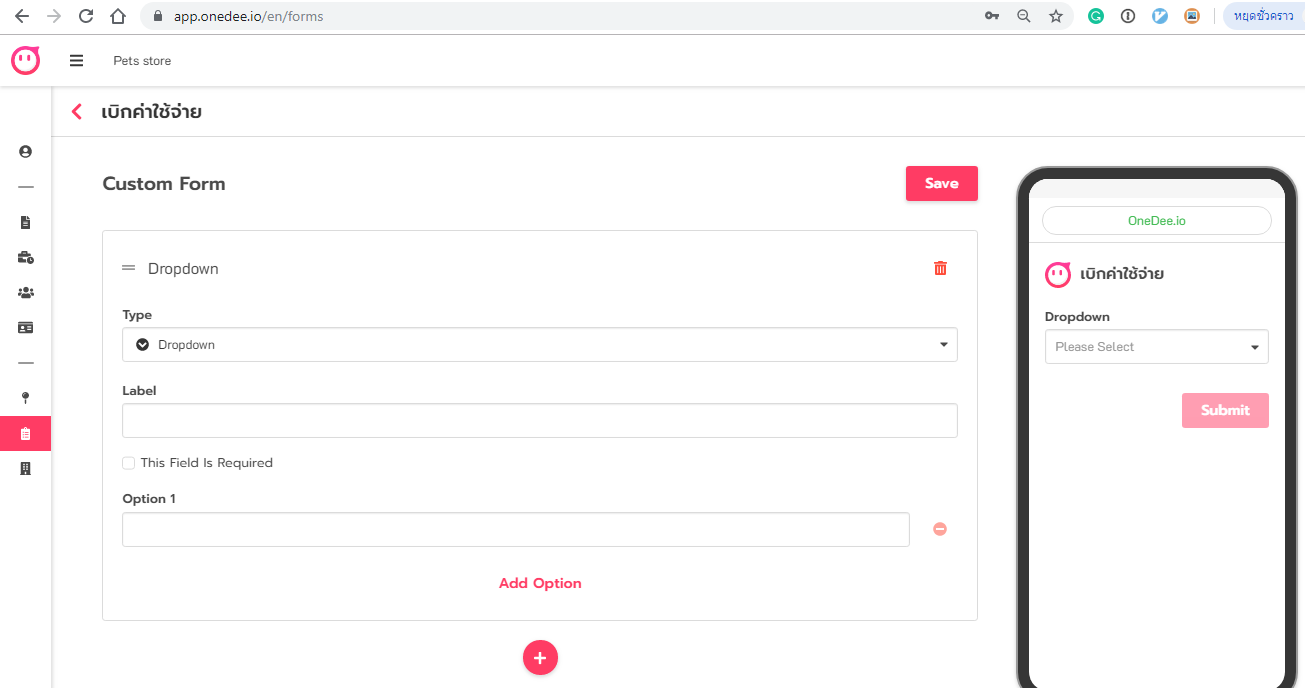 app.onedee.io/en/forms
หยุดชั่วคราว
Pets store
เบิกค่าใช้จ่าย
Custom Form
Save
Dropdown
Type
Dropdown
Label
This Field Is Required
Option 1
Add Option
OneDee.io
เบิกค่าใช้จ่าย
Dropdown
Please Select
Submit